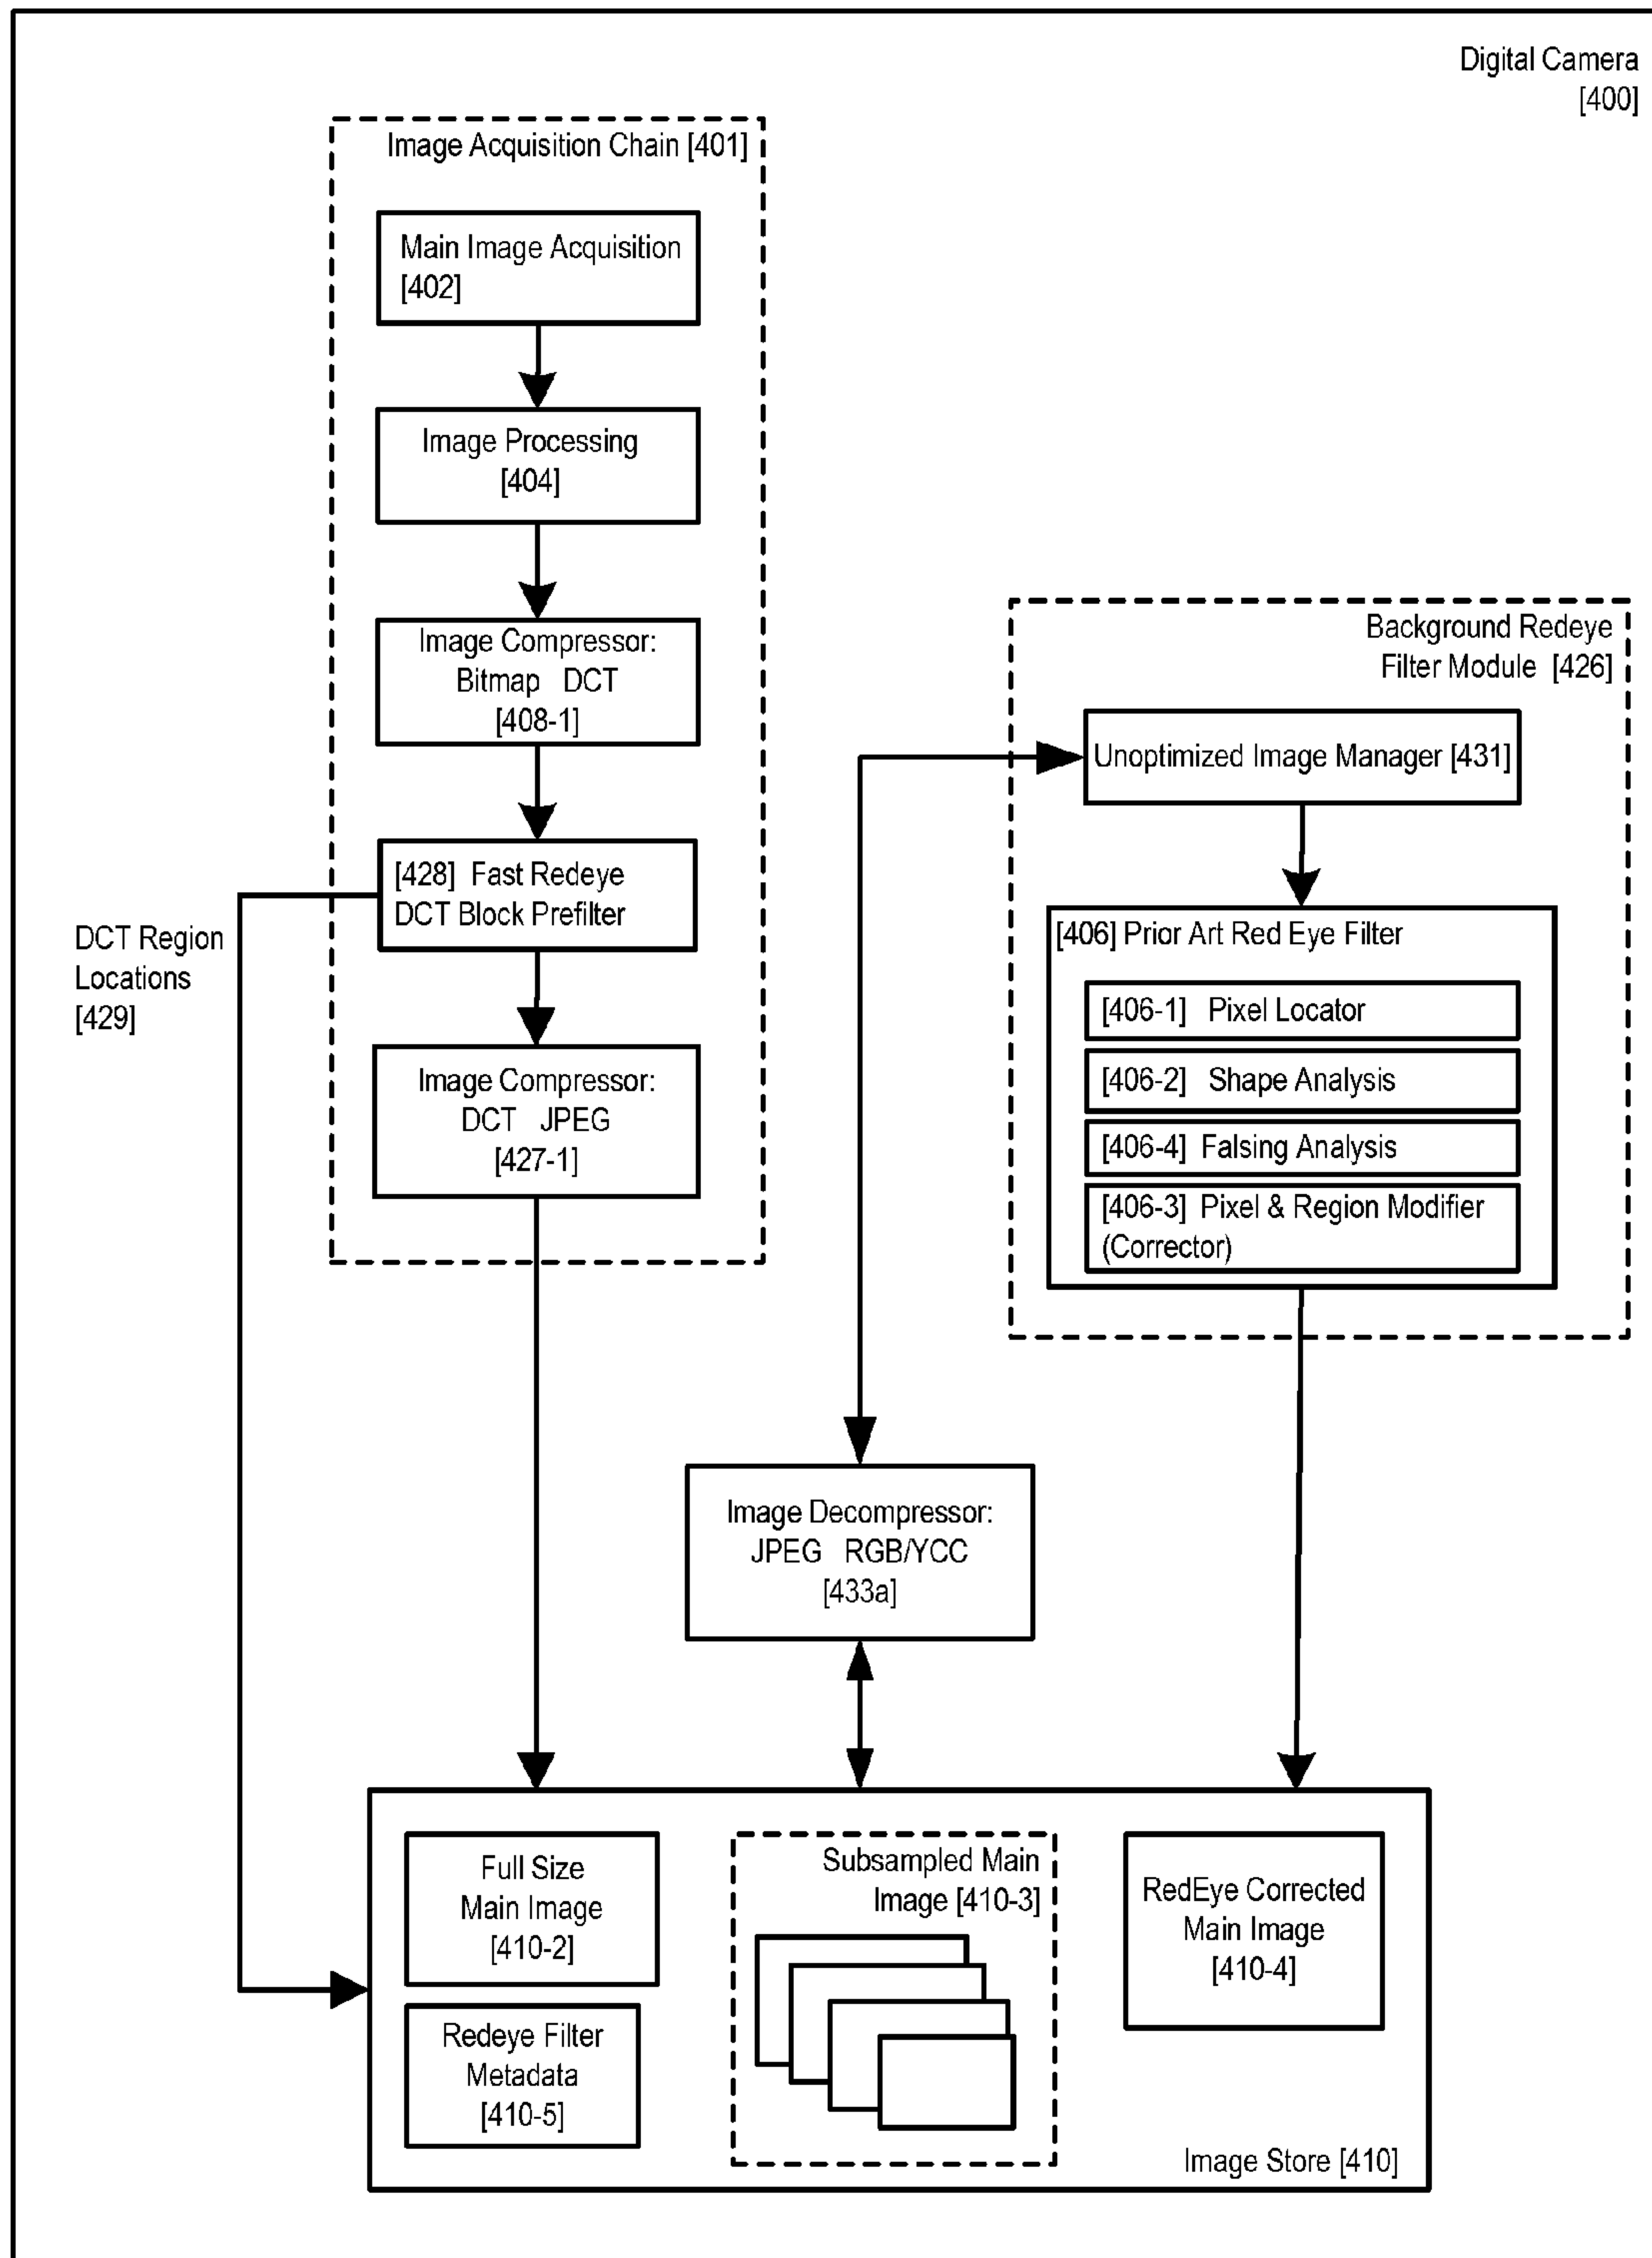 Digital Camera
[400]
Image Acquisition Chain [401]
Main Image Acquisition
[402]
Image Processing
[404]
Image Compressor:
Bitmap DCT
[408-1]
[428] Fast Redeye
DCT Block Prefilter
DCT Region
Locations
[429]
Image Compressor:
DCT JPEG
[427-1]
Background Redeye
Filter Module [426]
Unoptimized Image Manager [431]
[406] Prior Art Red Eye Filter
[406-1] Pixel Locator
[406-2] Shape Analysis
[406-4] Falsing Analysis
[406-3] Pixel & Region Modifier
(Corrector)
Image Decompressor:
JPEG RGB/YCC
[433a]
Full Size
Main Image
[410-2]
Redeye Filter
Metadata
[410-5]
Subsampled Main
Image [410-3]
RedEye Corrected
Main Image
[410-4]
Image Store [410]